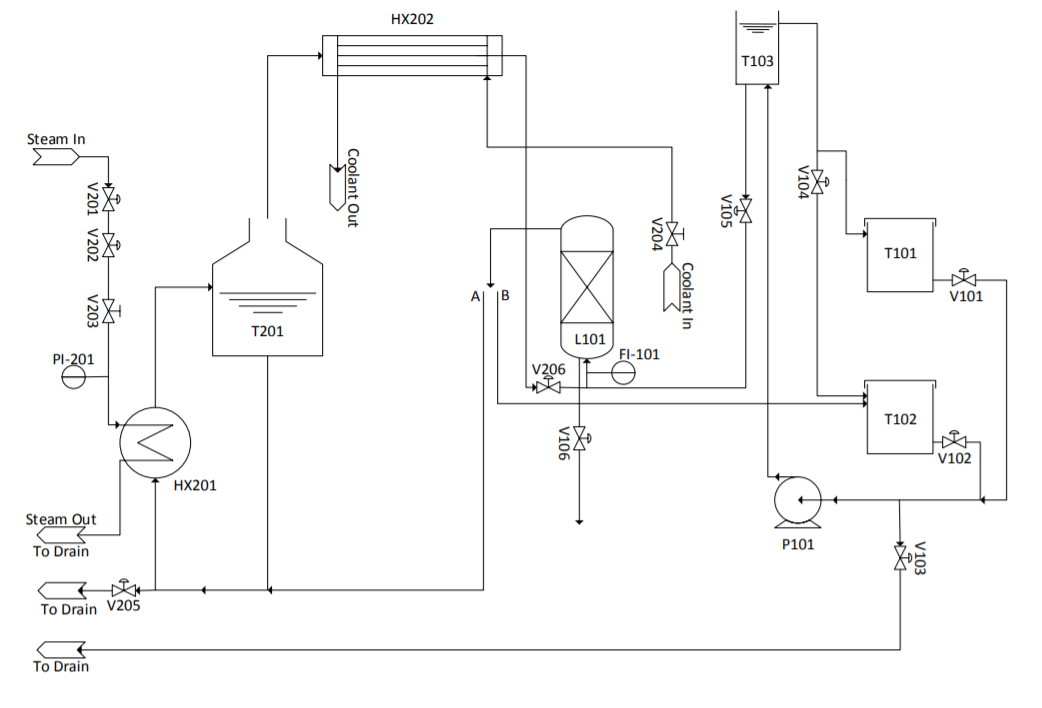 HX202
T103
Steam In
V201
V202
V203
PI-201
Coolant Out
T201
HX201
Steam Out
To Drain
To Drain
V205
To Drain
A
B
L101
FI-101
V206
V106
V204
Coolant In
V105
V104
T101
V101
T102
V102
P101
V103